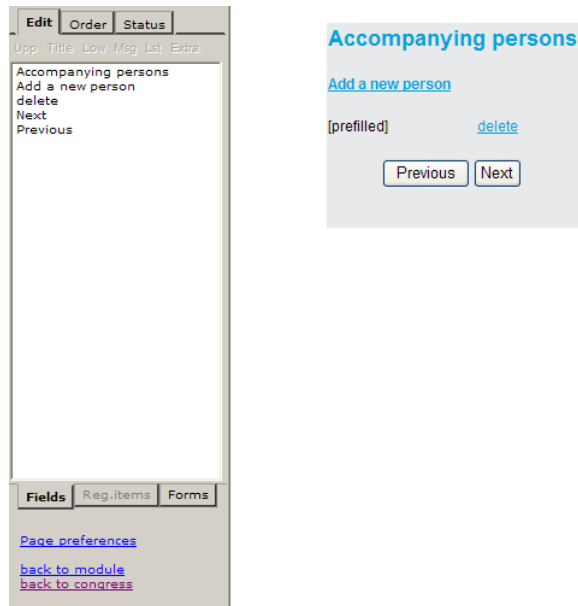 Edit Order Status
Upp Title Low Msg Lst Extra
Accompanying persons
Add a new person
delete
Next
Previous
Fields Reg.items Forms
Page preferences
back to module
back to congress
Accompanying persons
Add a new person
[prefilled] delete
Previous Next